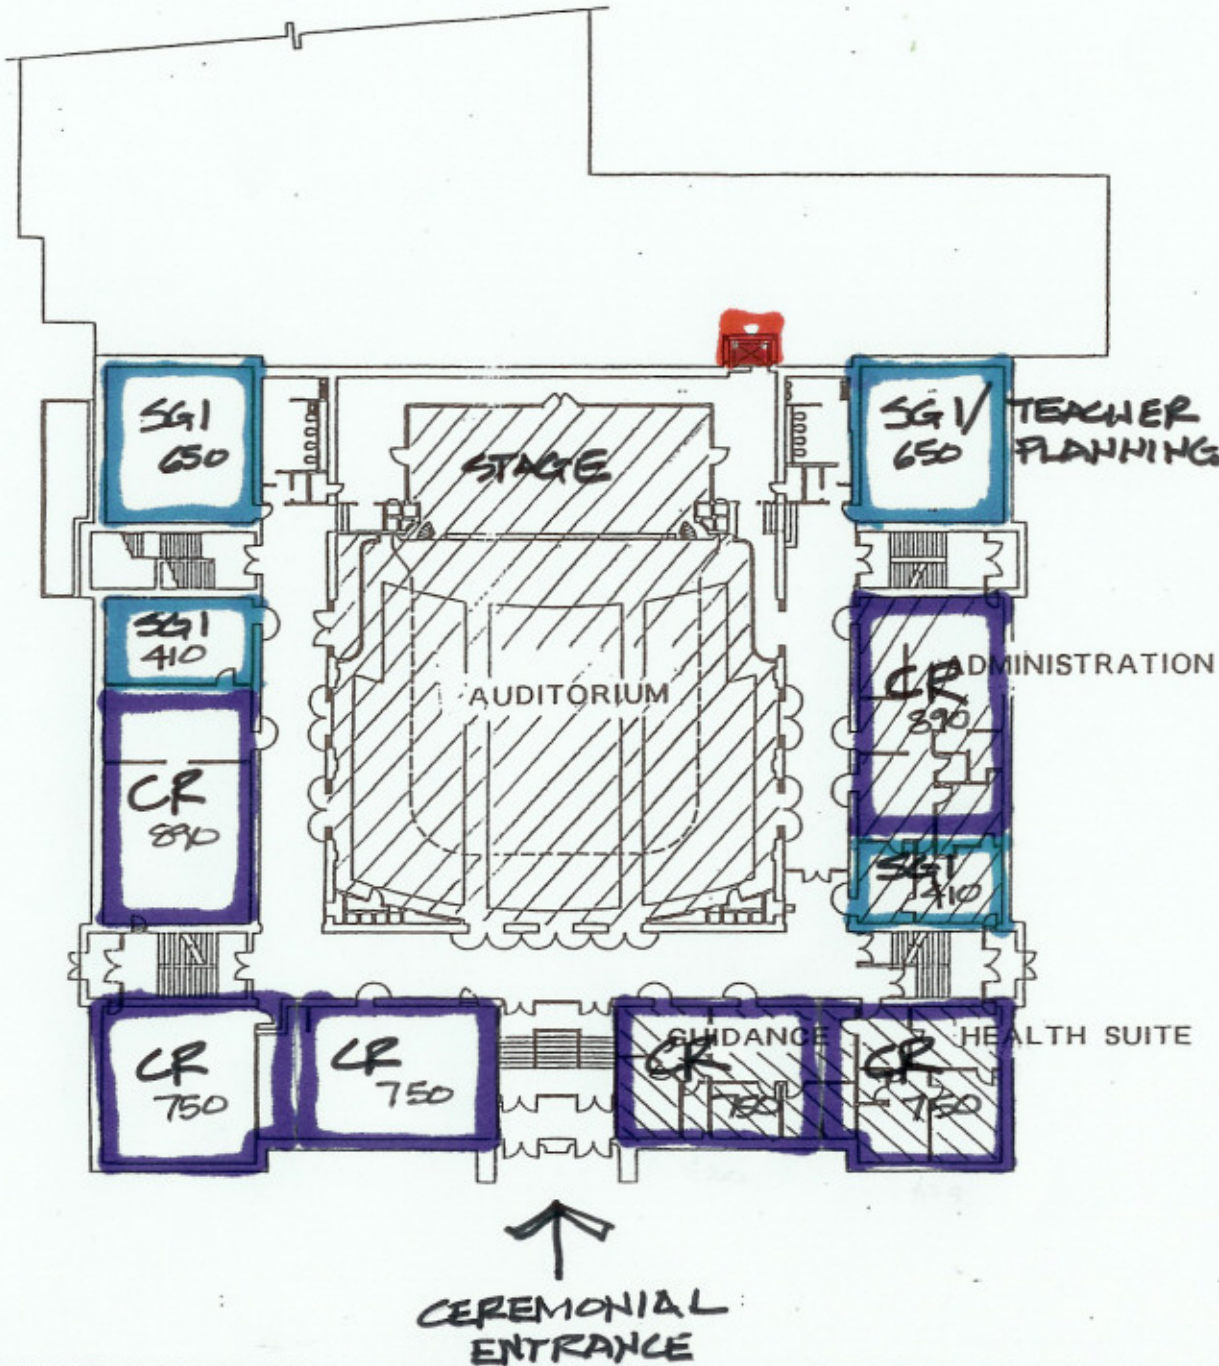 SGI
650
STAGE
SGI/
650
TEACHER
PLANNING
SGI
410
AUDITORIUM
CR
890
ADMINISTRATION
CR
890
SGI
410
CR
750
CR
750
GUIDANCE
CR
750
HEALTH SUITE
CR
750
CEREMONIAL
ENTRANCE